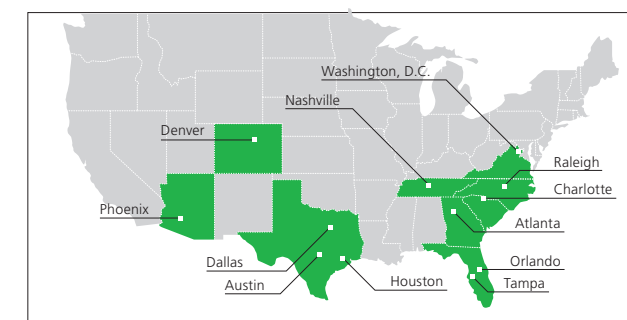 Washington, D.C.
Nashville
Denver
Raleigh
Charlotte
Phoenix
Atlanta
Dallas
Orlando
Austin
Houston
Tampa